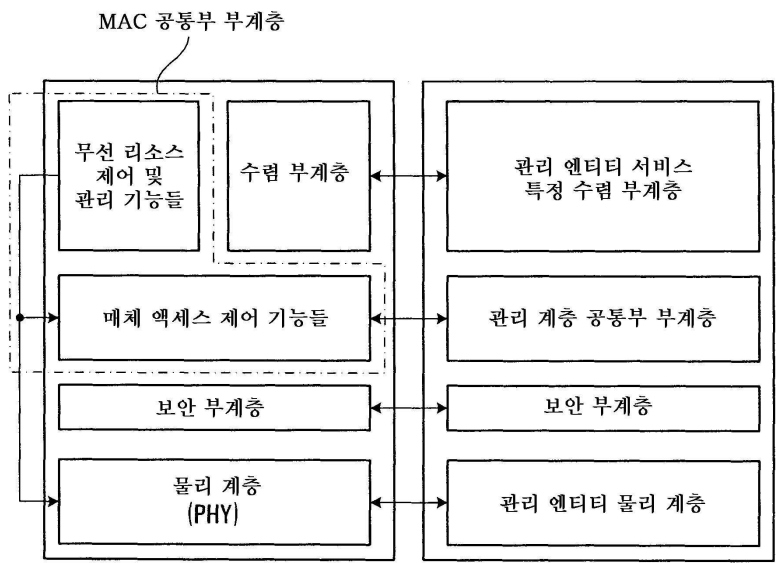 MAC 공통부 부계층
무선 리소스
제어 및
관리 기능들
수렴 부계층
관리 엔티티 서비스
특정 수렴 부계층
매체 액세스 제어 기능들
관리 계층 공통부 부계층
보안 부계층
보안 부계층
물리 계층
(PHY)
관리 엔티티 물리 계층